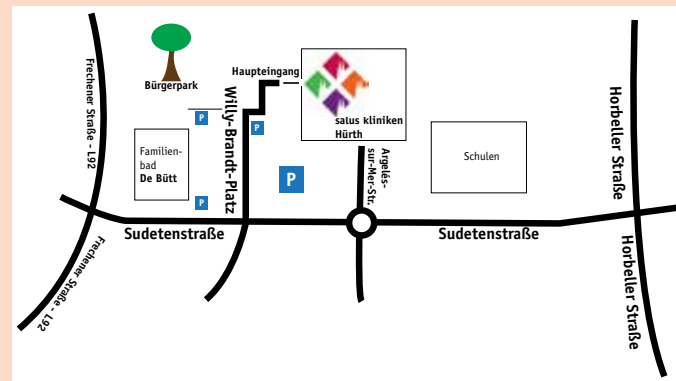 Frechener Straße - L92
Bürgerpark
Haupteingang
salus kliniken
Hürth
P
P
Willy-Brandt-Platz
Familien-
bad
De Bütt
P
P
Argelés-
sur-Mer-Str.
Schulen
Horbeller Straße
Sudetenstraße
Sudetenstraße
Frechener Straße - L92
Horbeller Straße